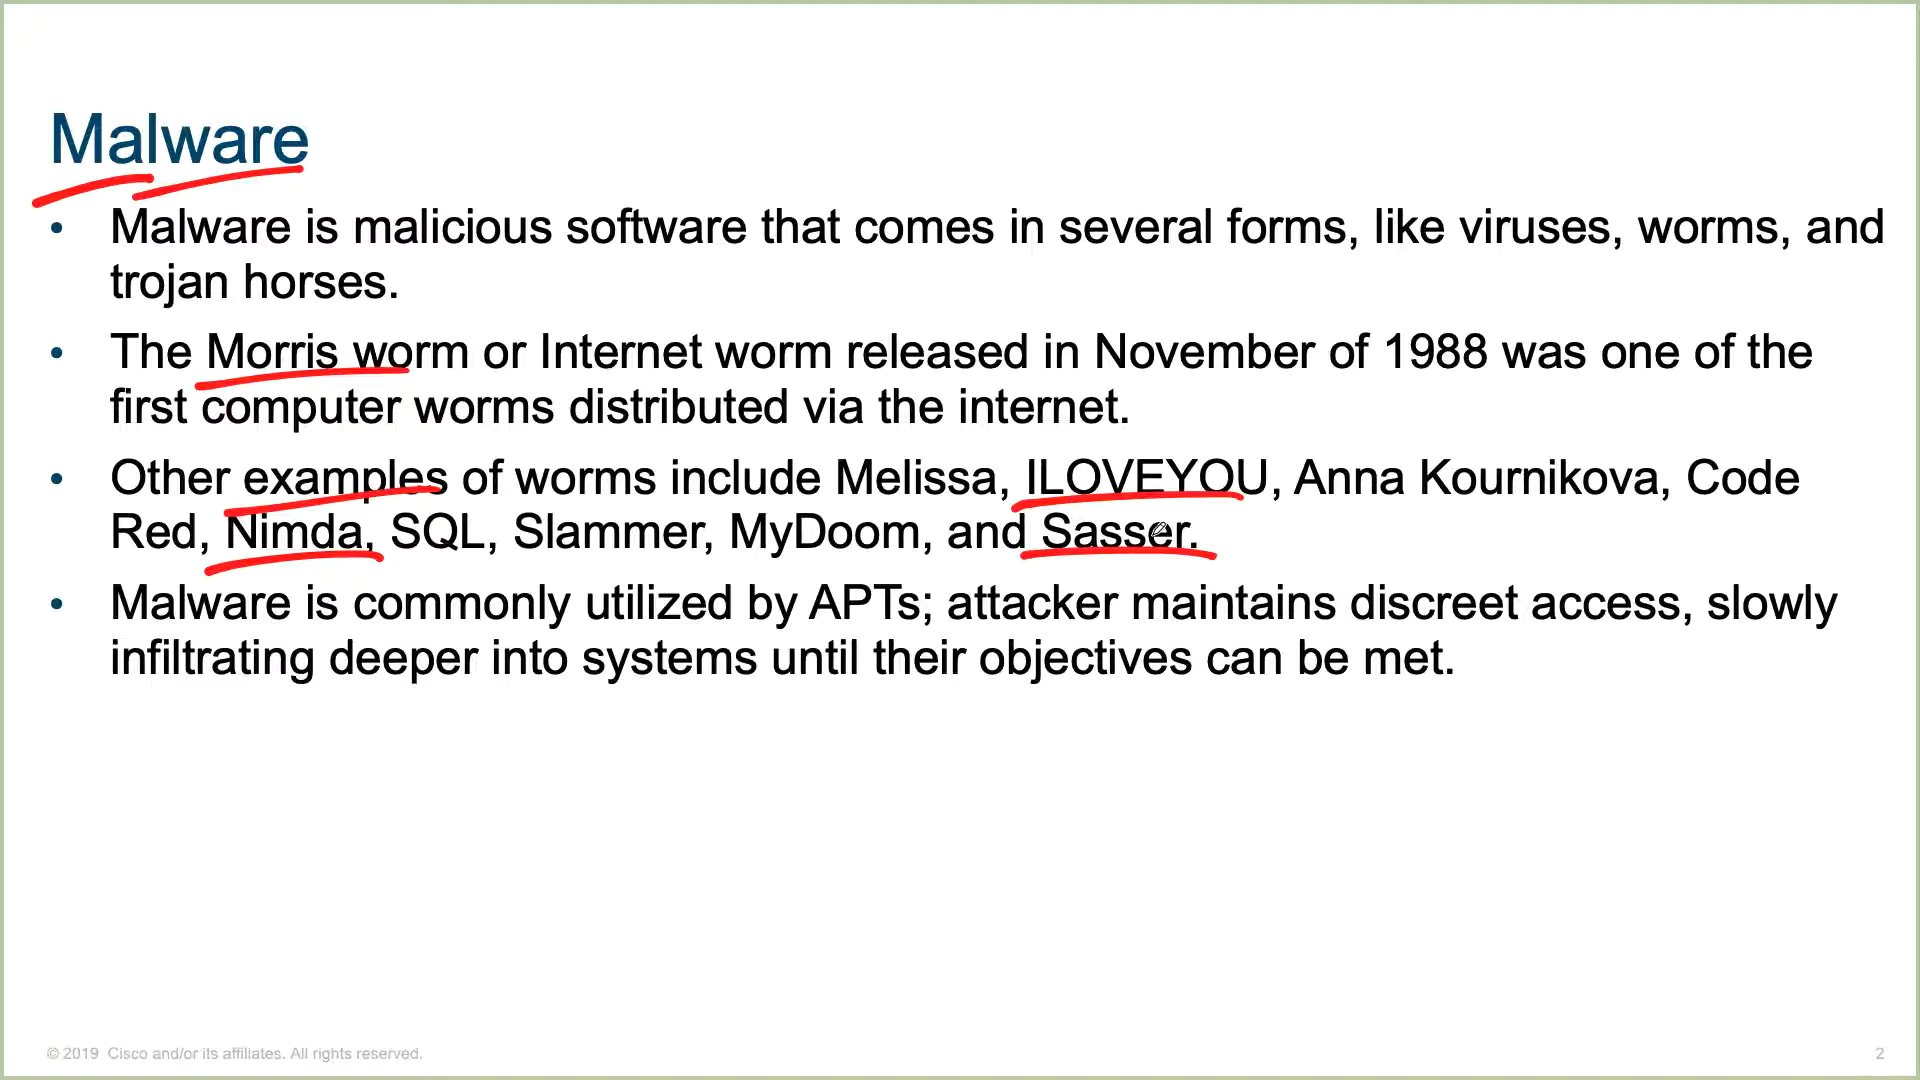 Malware
• Malware is malicious software that comes in several forms, like viruses, worms, and
trojan horses.
• The Morris worm or Internet worm released in November of 1988 was one of the
first computer worms distributed via the internet.
• Other examples of worms include Melissa, ILOVEYOU, Anna Kournikova, Code
Red, Nimda, SQL, Slammer, MyDoom, and Sasser.
• Malware is commonly utilized by APTs; attacker maintains discreet access, slowly
infiltrating deeper into systems until their objectives can be met.
© 2019 Cisco and/or its affiliates. All rights reserved.
2